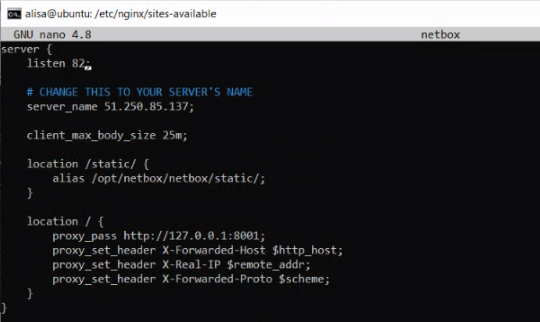 alisa@ubuntu: /etc/nginx/sites-available
GNU nano 4.8 netbox
server {
    listen 82;

    # CHANGE THIS TO YOUR SERVER'S NAME
    server_name 51.250.85.137;

    client_max_body_size 25m;

    location /static/ {
        alias /opt/netbox/netbox/static/;
    }

    location / {
        proxy_pass http://127.0.0.1:8001;
        proxy_set_header X-Forwarded-Host $http_host;
        proxy_set_header X-Real-IP $remote_addr;
        proxy_set_header X-Forwarded-Proto $scheme;
    }
}